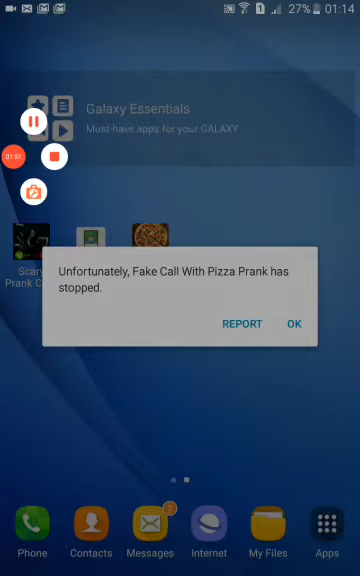 1
27% 01:14
Galaxy Essentials
Must-have apps for your GALAXY
01:51
Scary
Prank C
Unfortunately, Fake Call With Pizza Prank has
stopped.
REPORT OK
Phone Contacts Messages Internet My Files Apps